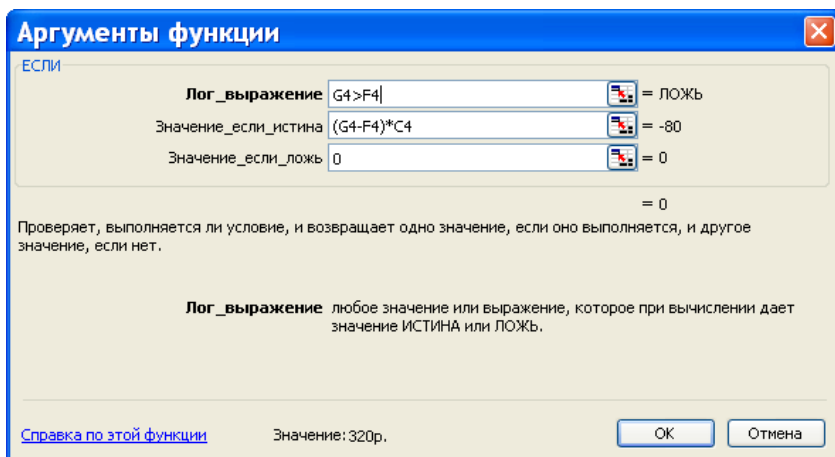 Аргументы функции
ЕСЛИ
Лог_выражение G4>F4 = ЛОЖЬ
Значение_если_истина (G4-F4)*C4 = -80
Значение_если_ложь 0 = 0
= 0
Проверяет, выполняется ли условие, и возвращает одно значение, если оно выполняется, и другое
значение, если нет.
Лог_выражение любое значение или выражение, которое при вычислении дает
значение ИСТИНА или ЛОЖЬ.
Справка по этой функции Значение: 320р. ОК Отмена